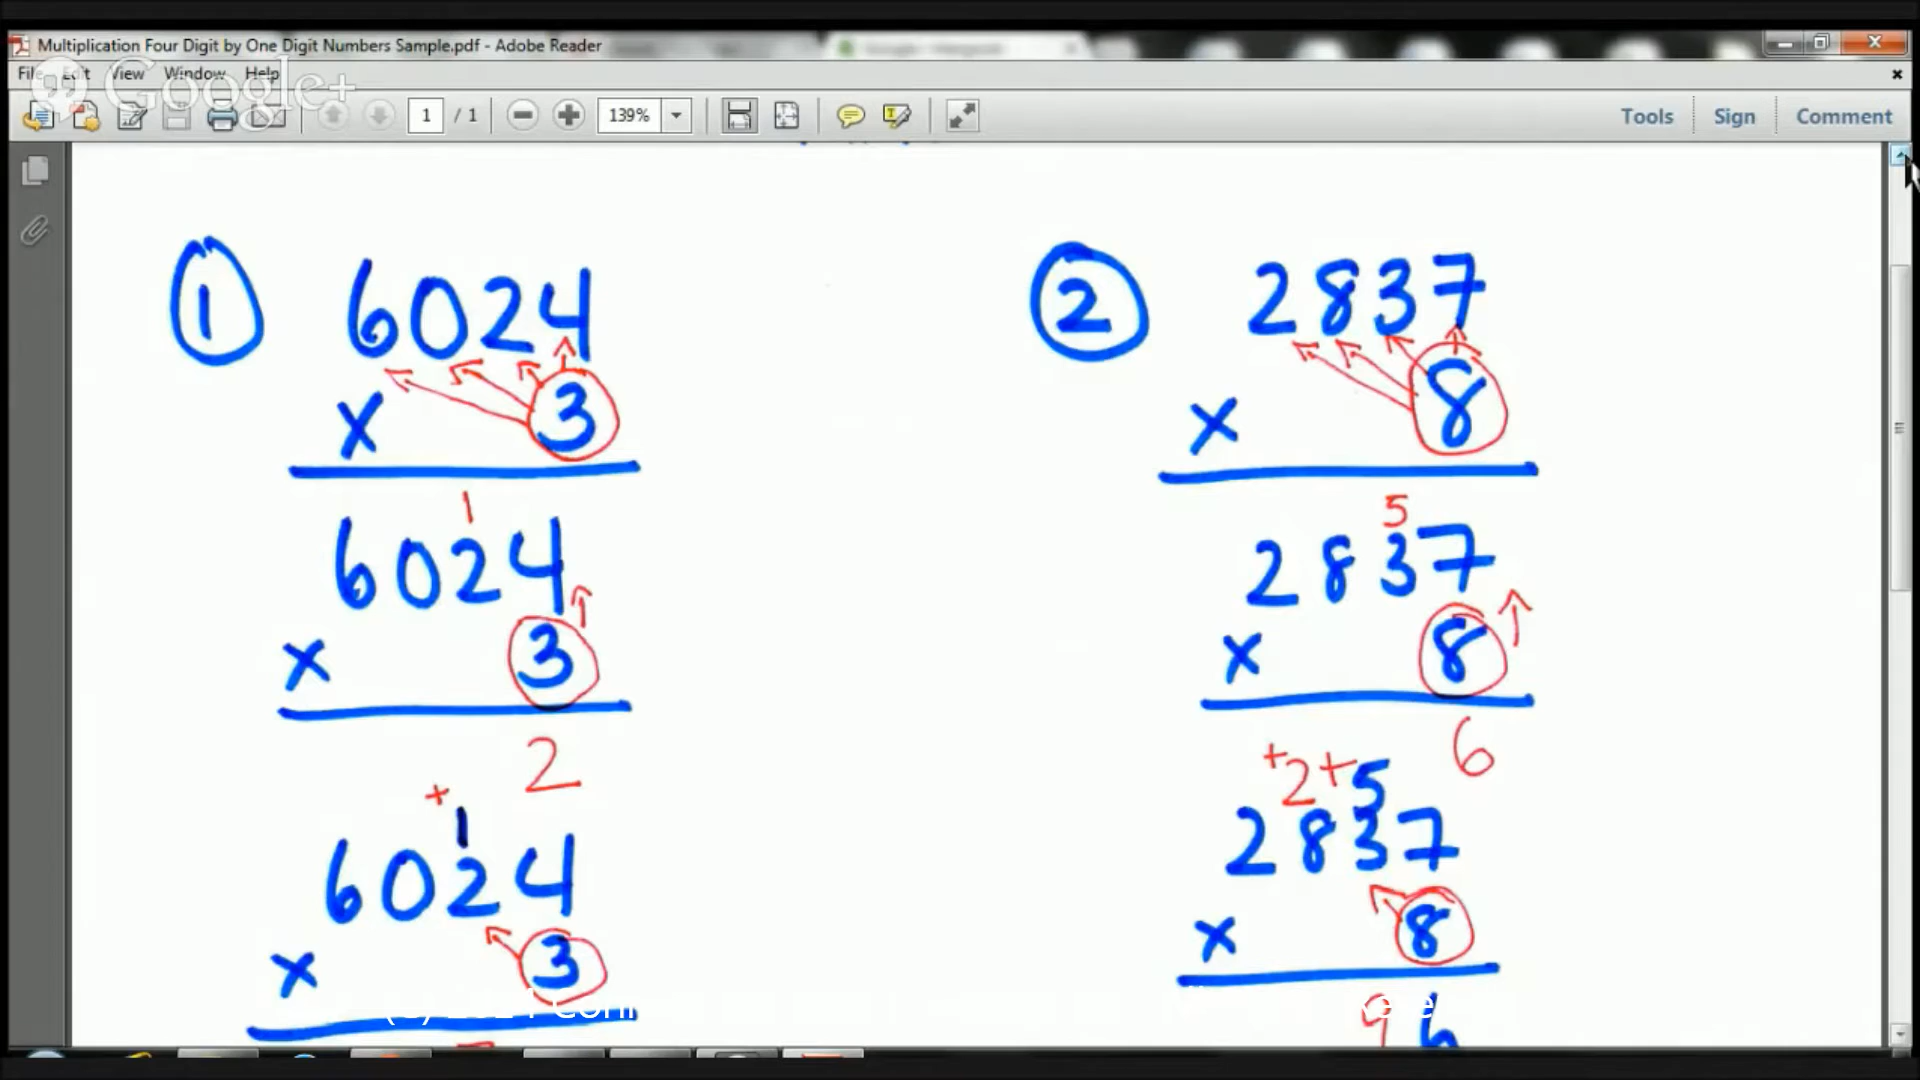 Multiplication Four Digit by One Digit Numbers Sample.pdf - Adobe Reader
File Edit View Window Help
Google+
1 / 1 139% Tools Sign Comment
1 6024
x 3
1
6024
x 3
2
+ 1
6024
x 3
2 2837
x 8
5
2837
x 8
6
+2 +5
2837
x 8
96